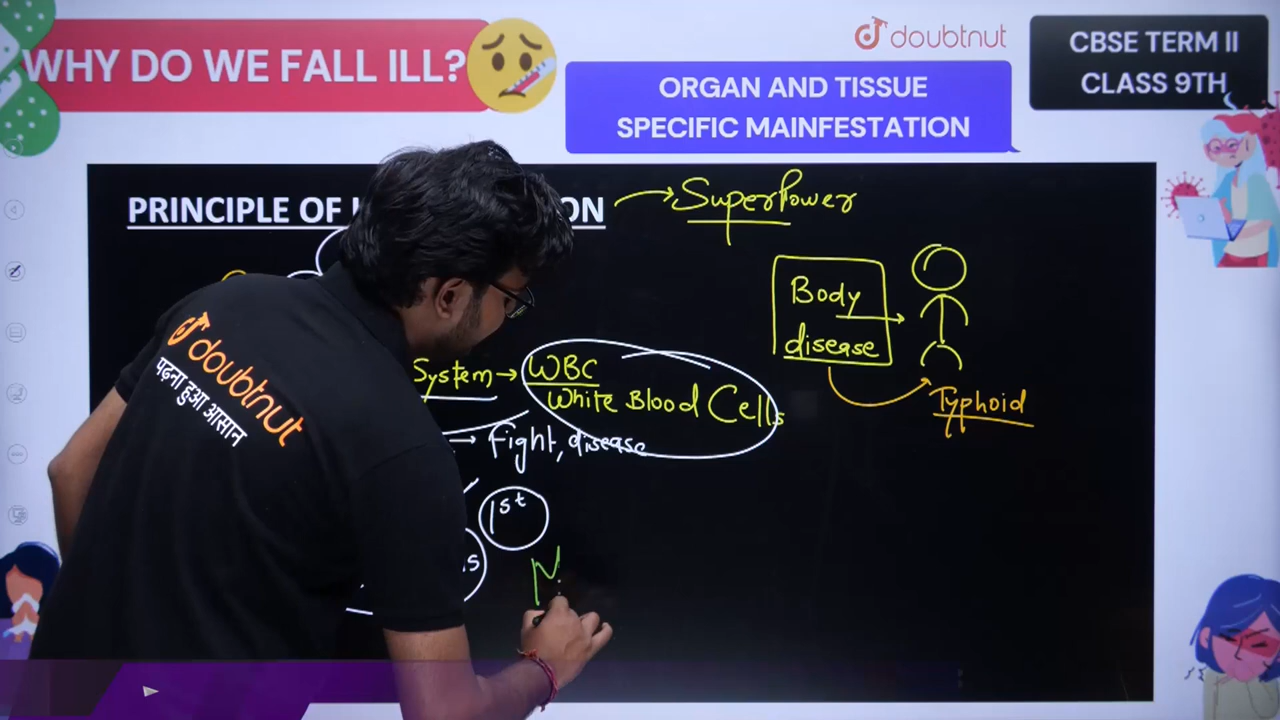 WHY DO WE FALL ILL?
doubtnut
ORGAN AND TISSUE
SPECIFIC MAINFESTATION
CBSE TERM II
CLASS 9TH
PRINCIPLE OF
ON
SuperPower
Body
disease
Typhoid
System → WBC
White Blood Cells
→ fight, disease
1st
doubtnut
पढ़ना हुआ आसान